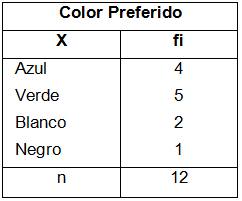 Color Preferido
X fi
Azul 4
Verde 5
Blanco 2
Negro 1
n 12